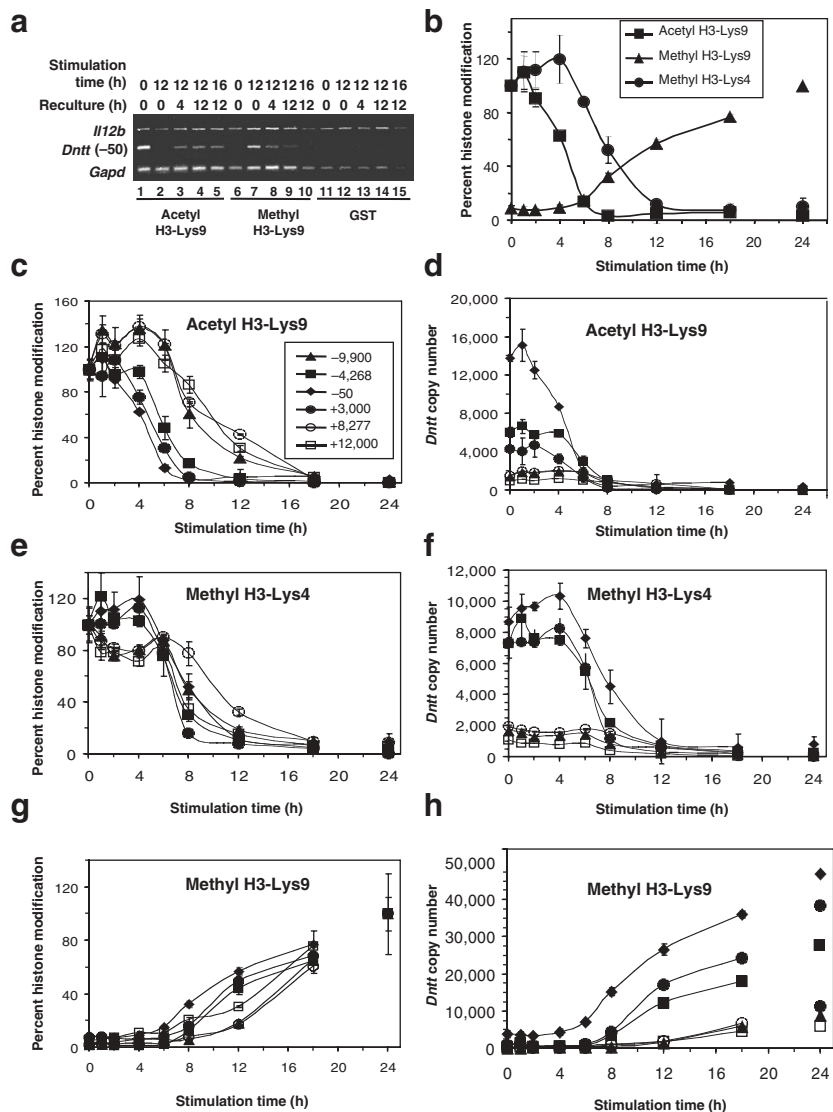 a
Stimulation time (h) 0 12 12 12 16 0 12 12 12 16 0 12 12 12 16
Reculture (h) 0 0 4 12 12 0 0 4 12 12 0 0 4 12 12
Il12b
Dntt (−50)
Gapd
1 2 3 4 5 6 7 8 9 10 11 12 13 14 15
Acetyl H3-Lys9
Methyl H3-Lys9
GST
b
Percent histone modification
120
80
40
0
Acetyl H3-Lys9
Methyl H3-Lys9
Methyl H3-Lys4
0 4 8 12 16 20 24
Stimulation time (h)
c
Percent histone modification
160
120
80
40
0
Acetyl H3-Lys9
−9,900
−4,268
−50
+3,000
+8,277
+12,000
0 4 8 12 16 20 24
Stimulation time (h)
d
Dntt copy number
20,000
16,000
12,000
8,000
4,000
0
Acetyl H3-Lys9
0 4 8 12 16 20 24
Stimulation time (h)
e
Percent histone modification
120
80
40
0
Methyl H3-Lys4
0 4 8 12 16 20 24
Stimulation time (h)
f
Dntt copy number
12,000
10,000
8,000
6,000
4,000
2,000
0
Methyl H3-Lys4
0 4 8 12 16 20 24
Stimulation time (h)
g
Percent histone modification
140
120
80
40
0
Methyl H3-Lys9
0 4 8 12 16 20 24
Stimulation time (h)
h
Dntt copy number
50,000
40,000
30,000
20,000
10,000
0
Methyl H3-Lys9
0 4 8 12 16 20 24
Stimulation time (h)